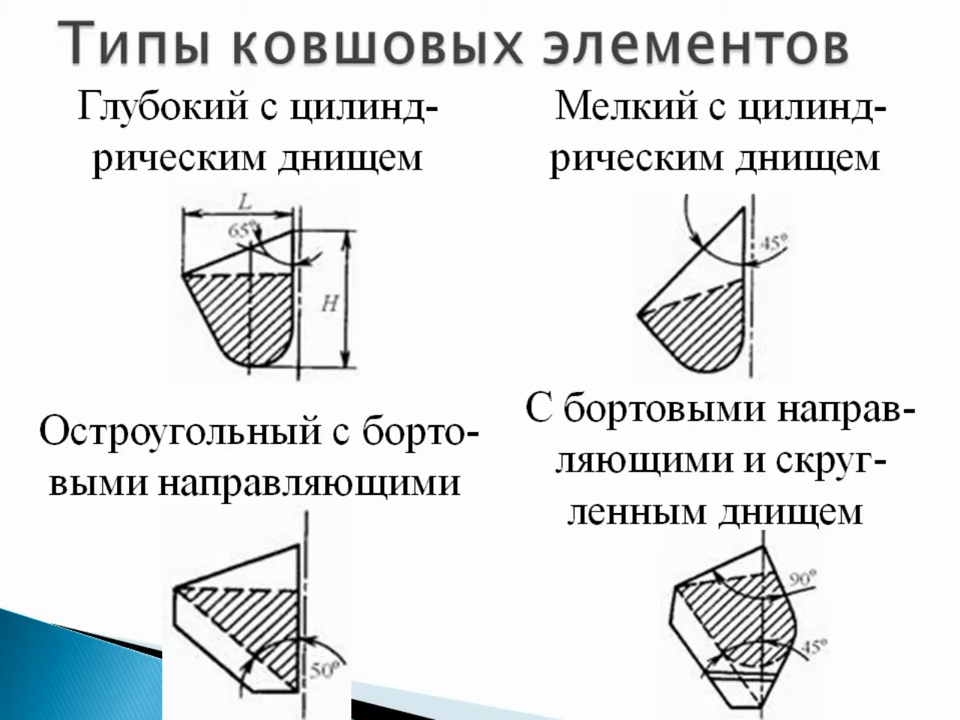 Типы ковшовых элементов
Глубокий с цилинд-
рическим днищем
Мелкий с цилинд-
рическим днищем
L
65°
H
45°
Остроугольный с борто-
выми направляющими
С бортовыми направ-
ляющими и скруг-
ленным днищем
50°
90°
45°